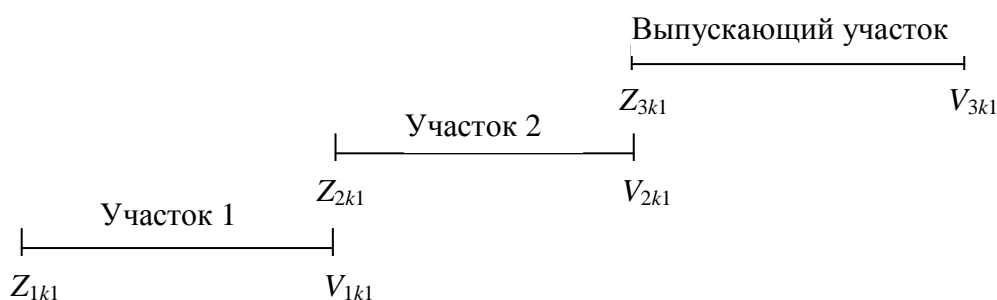 Выпускающий участок
Z3k1 V3k1
Участок 2
Z2k1 V2k1
Участок 1
Z1k1 V1k1